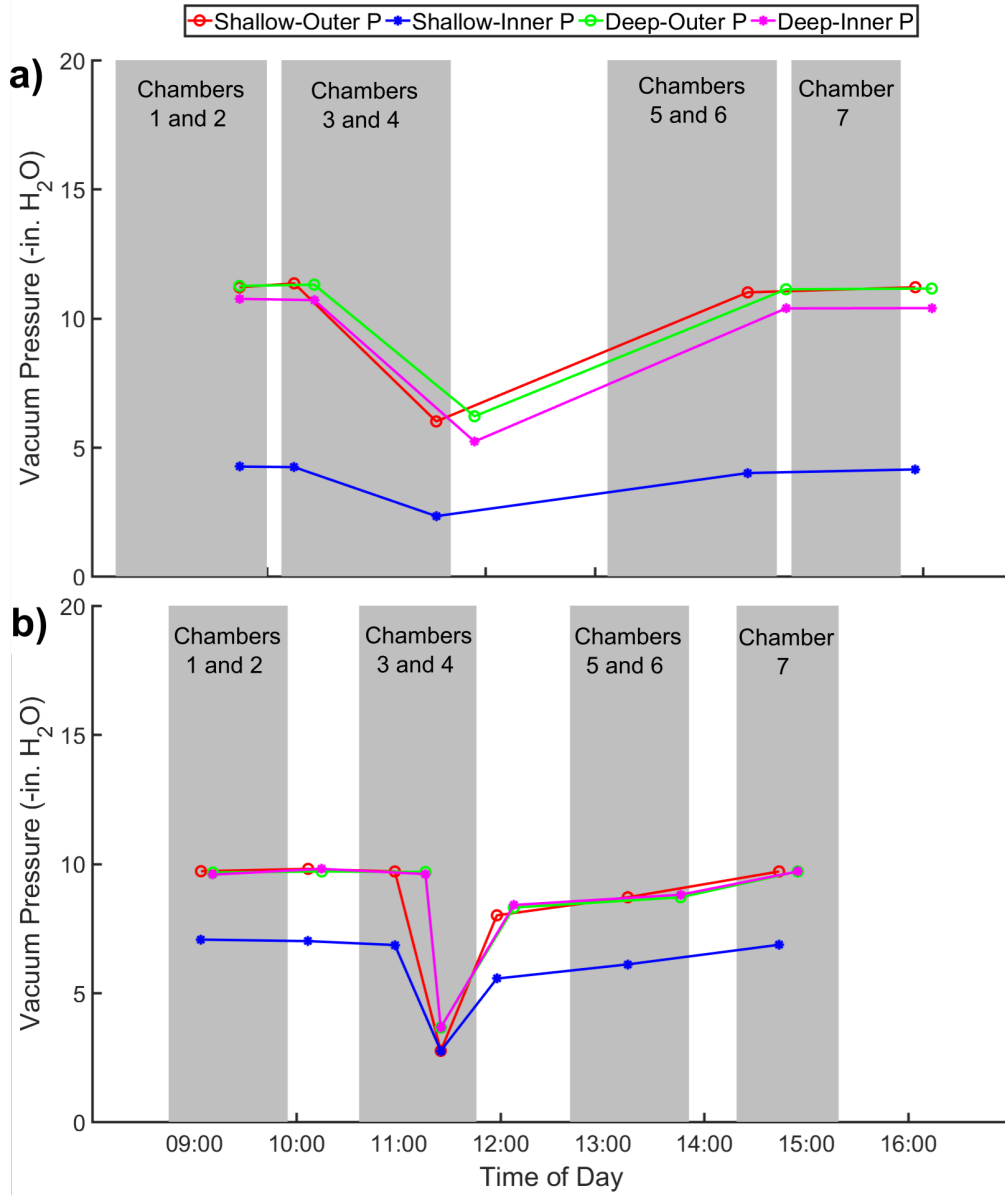 Shallow-Outer P Shallow-Inner P Deep-Outer P Deep-Inner P
a)
Vacuum Pressure (-in. H₂O)
20
15
10
5
0
Chambers
1 and 2
Chambers
3 and 4
Chambers
5 and 6
Chamber
7
b)
Vacuum Pressure (-in. H₂O)
20
15
10
5
0
Chambers
1 and 2
Chambers
3 and 4
Chambers
5 and 6
Chamber
7
09:00 10:00 11:00 12:00 13:00 14:00 15:00 16:00
Time of Day